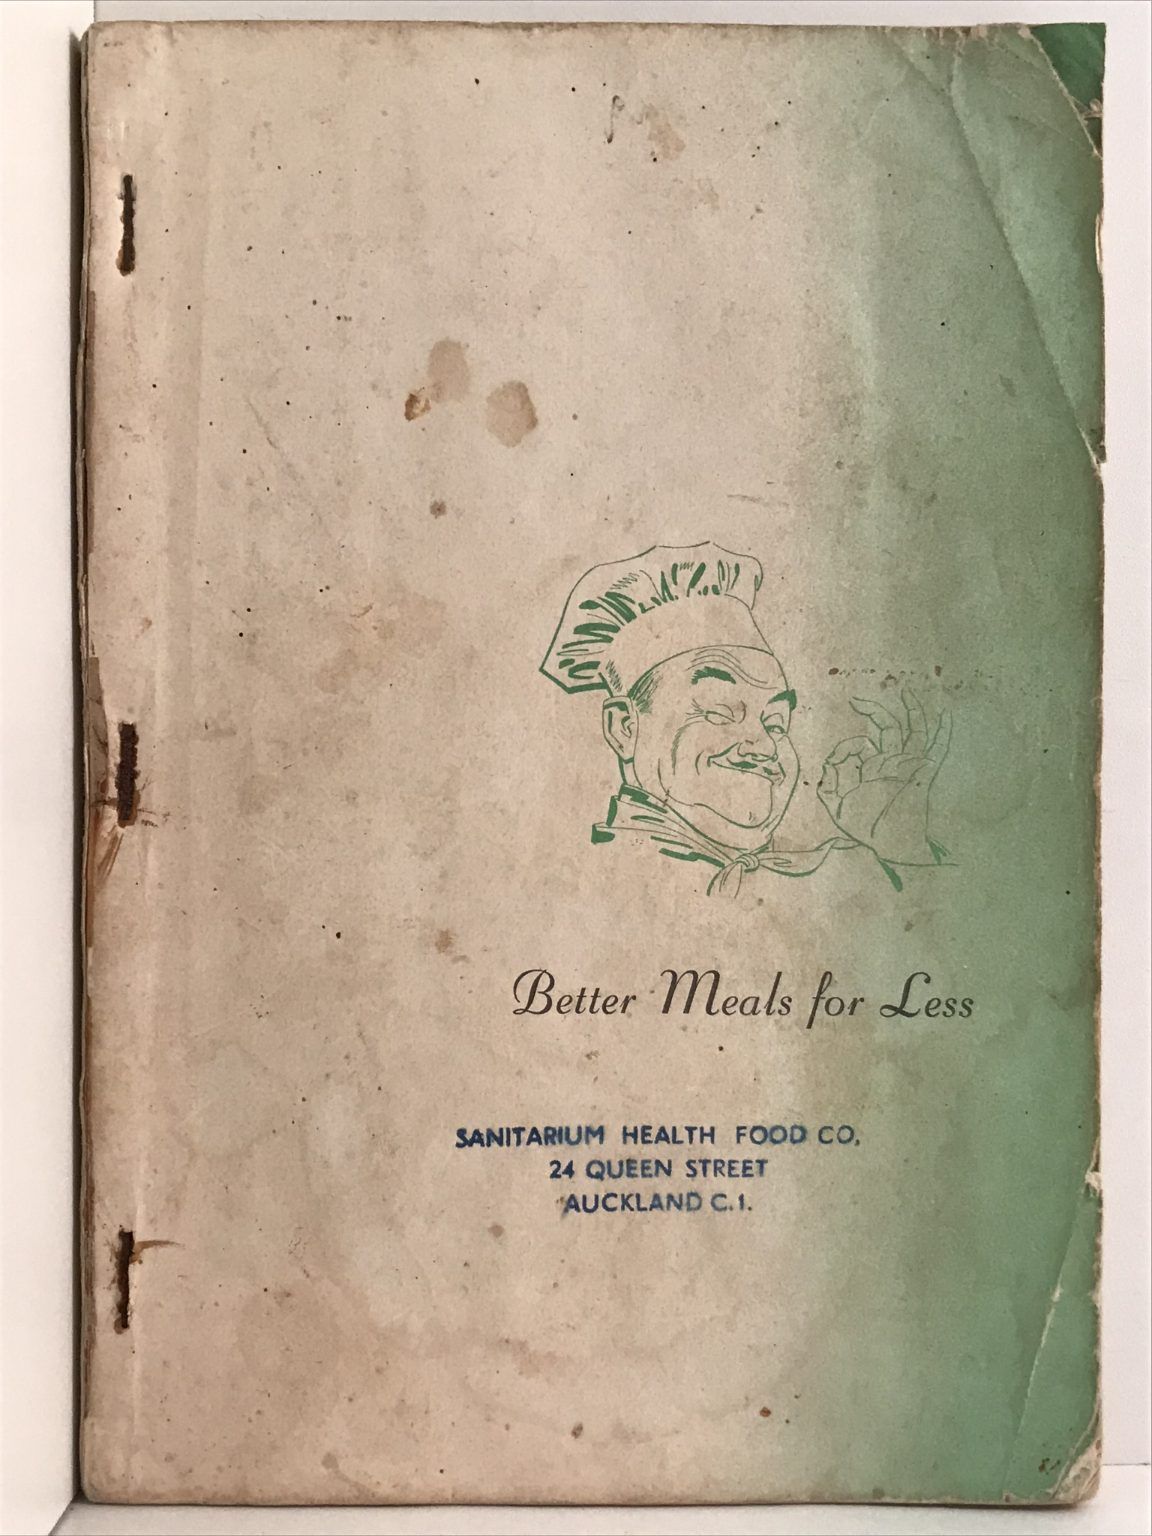 Better Meals for Less
SANITARIUM HEALTH FOOD CO.
24 QUEEN STREET
AUCKLAND C.1.